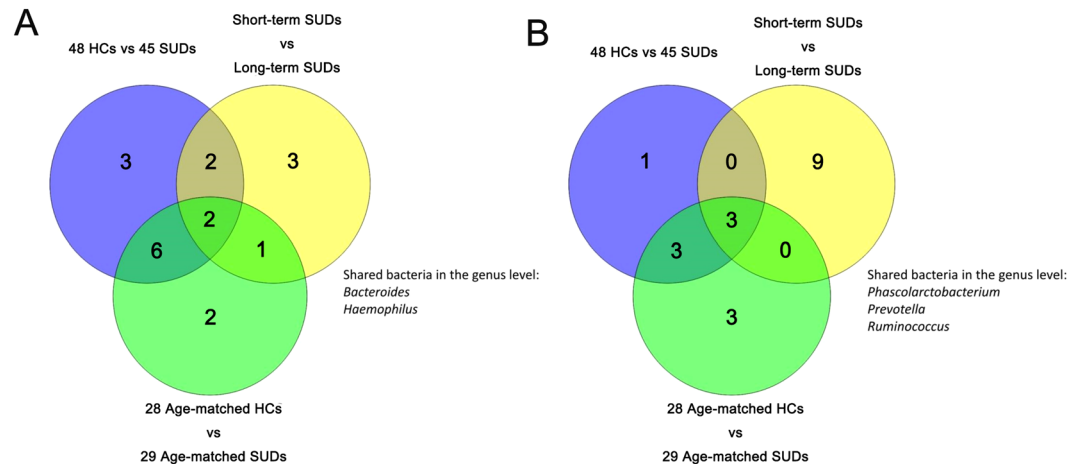 A
48 HCs vs 45 SUDs
Short-term SUDs
vs
Long-term SUDs
3
2
3
2
6
1
2
Shared bacteria in the genus level:
Bacteroides
Haemophilus
28 Age-matched HCs
vs
29 Age-matched SUDs
B
48 HCs vs 45 SUDs
Short-term SUDs
vs
Long-term SUDs
1
0
9
3
3
0
3
Shared bacteria in the genus level:
Phascolarctobacterium
Prevotella
Ruminococcus
28 Age-matched HCs
vs
29 Age-matched SUDs